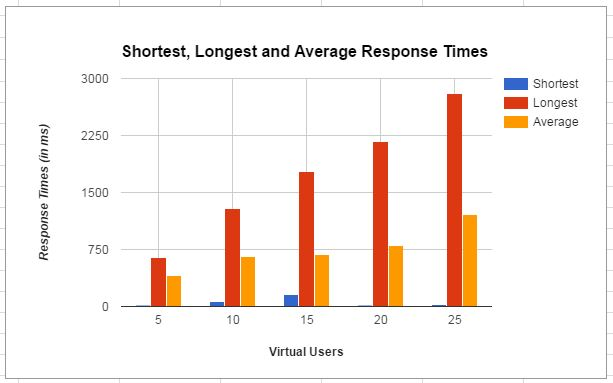 Shortest, Longest and Average Response Times
Shortest
Longest
Average
Response Times (in ms)
3000
2250
1500
750
0
5 10 15 20 25
Virtual Users